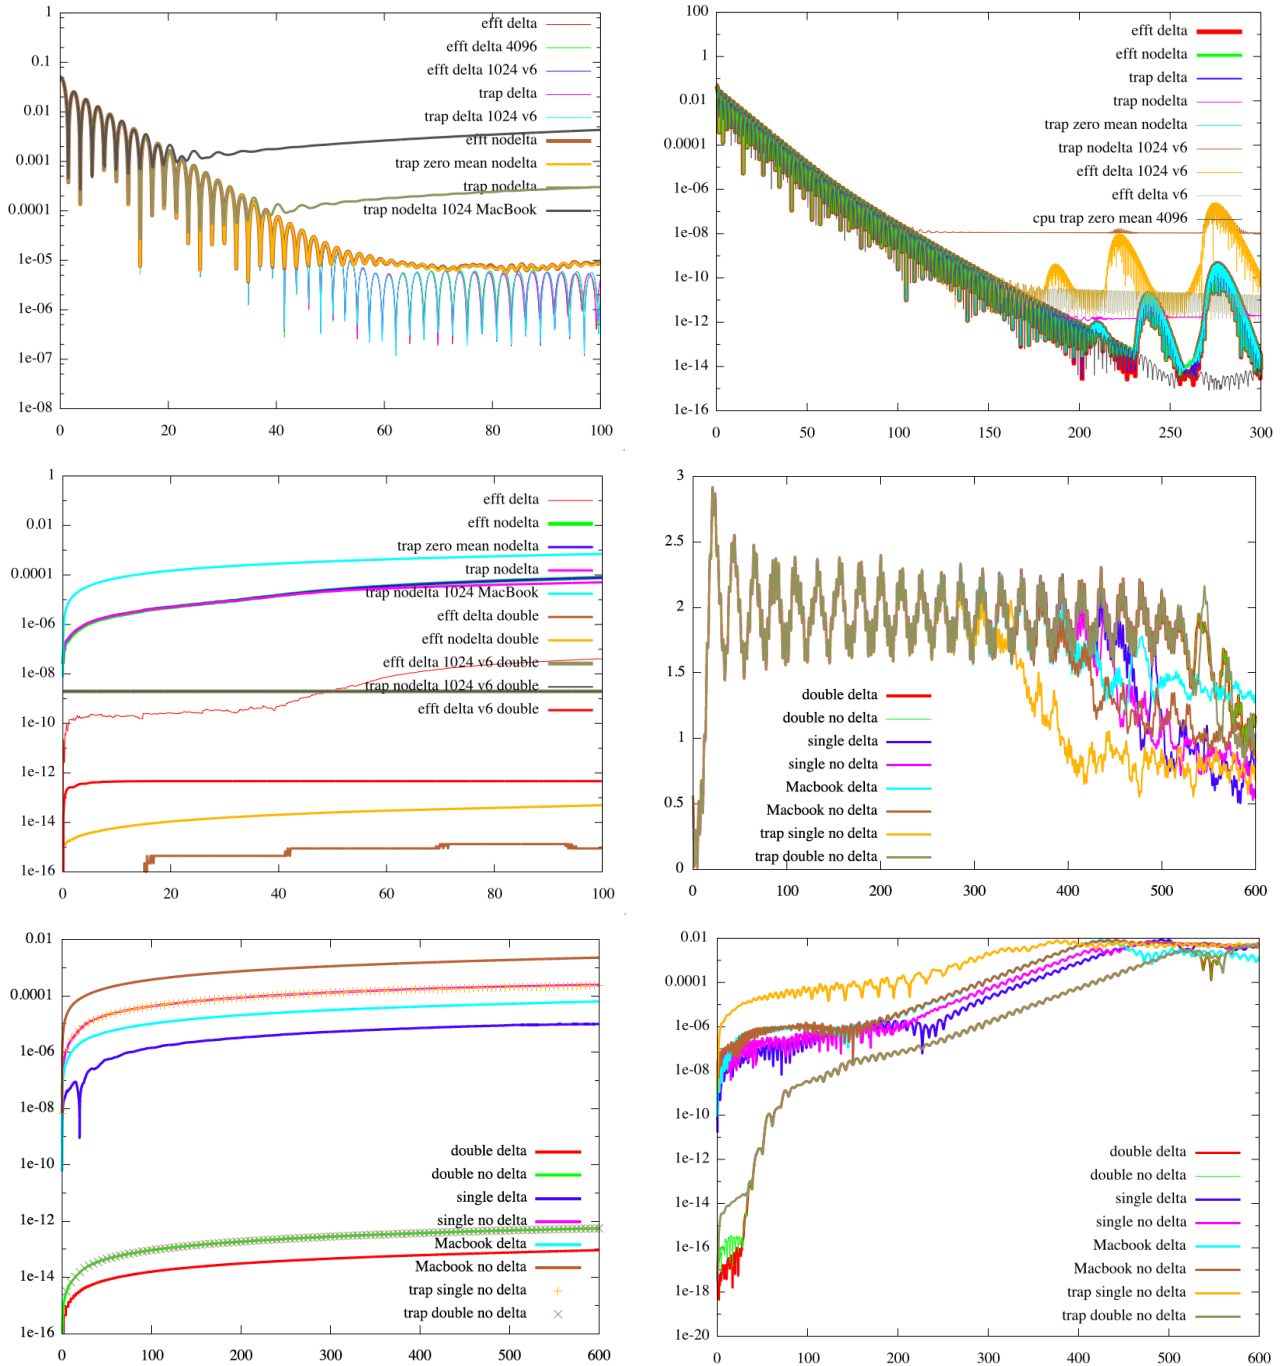 1
0.1
0.01
0.001
0.0001
1e-05
1e-06
1e-07
1e-08
0 20 40 60 80 100
efft delta
efft delta 4096
efft delta 1024 v6
trap delta
trap delta 1024 v6
efft nodelta
trap zero mean nodelta
trap nodelta
trap nodelta 1024 MacBook
100
1
0.01
0.0001
1e-06
1e-08
1e-10
1e-12
1e-14
1e-16
0 50 100 150 200 250 300
efft delta
efft nodelta
trap delta
trap nodelta
trap zero mean nodelta
trap nodelta 1024 v6
efft delta 1024 v6
efft delta v6
cpu trap zero mean 4096
1
0.01
0.0001
1e-06
1e-08
1e-10
1e-12
1e-14
1e-16
0 20 40 60 80 100
efft delta
efft nodelta
trap zero mean nodelta
trap nodelta
trap nodelta 1024 MacBook
efft delta double
efft nodelta double
efft delta 1024 v6 double
trap nodelta 1024 v6 double
efft delta v6 double
3
2.5
2
1.5
1
0.5
0
0 100 200 300 400 500 600
double delta
double no delta
single delta
single no delta
Macbook delta
Macbook no delta
trap single no delta
trap double no delta
0.01
0.0001
1e-06
1e-08
1e-10
1e-12
1e-14
1e-16
0 100 200 300 400 500 600
double delta
double no delta
single delta
single no delta
Macbook delta
Macbook no delta
trap single no delta
trap double no delta
0.01
0.0001
1e-06
1e-08
1e-10
1e-12
1e-14
1e-16
1e-18
1e-20
0 100 200 300 400 500 600
double delta
double no delta
single delta
single no delta
Macbook delta
Macbook no delta
trap single no delta
trap double no delta